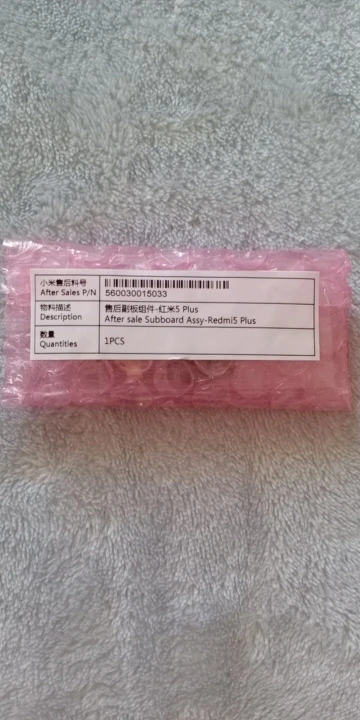 小米售后料号
After Sales P/N
560030015033
物料描述
Description
售后副板组件-红米5 Plus
After sale Subboard Assy-Redmi5 Plus
数量
Quantities
1PCS